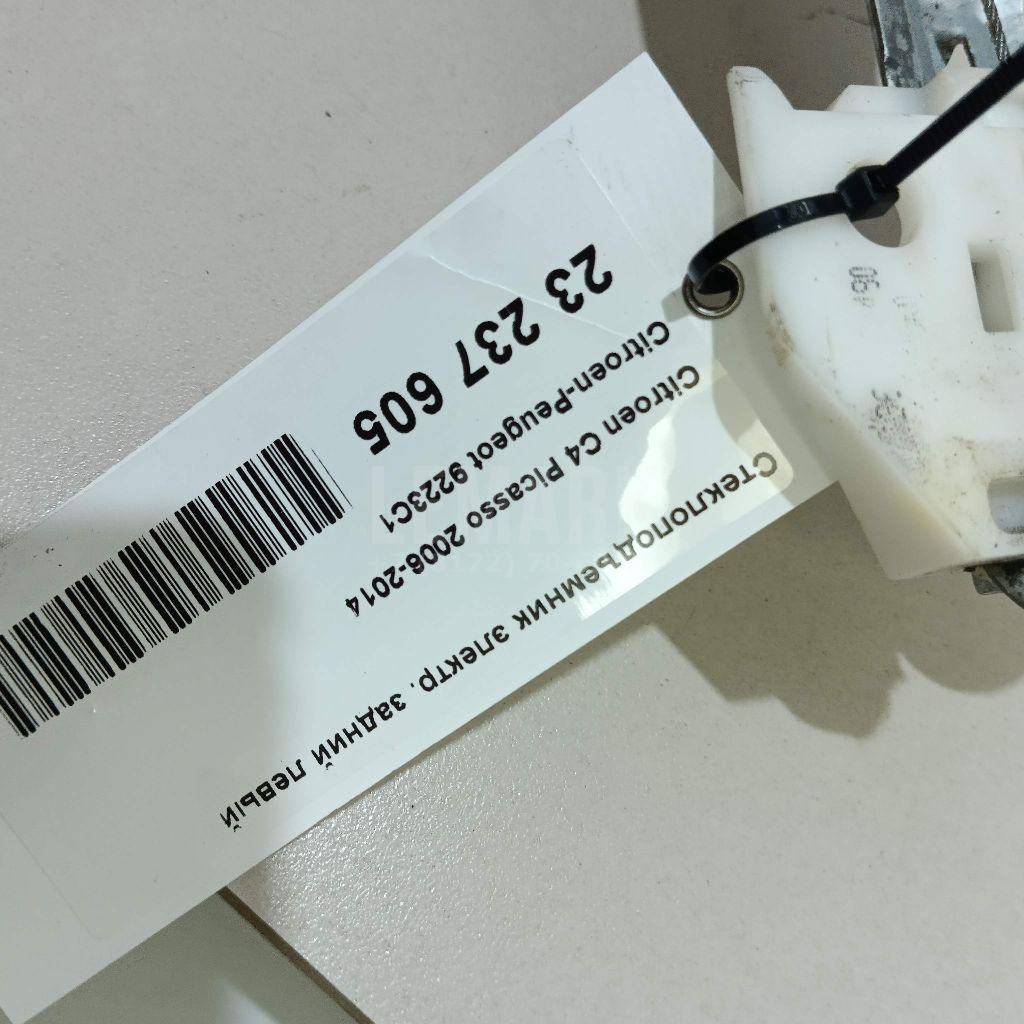 Стеклоподъемник электр. задний левый
Citroen C4 Picasso 2006-2014
Citroen-Peugeot 9223C1
23 237 605